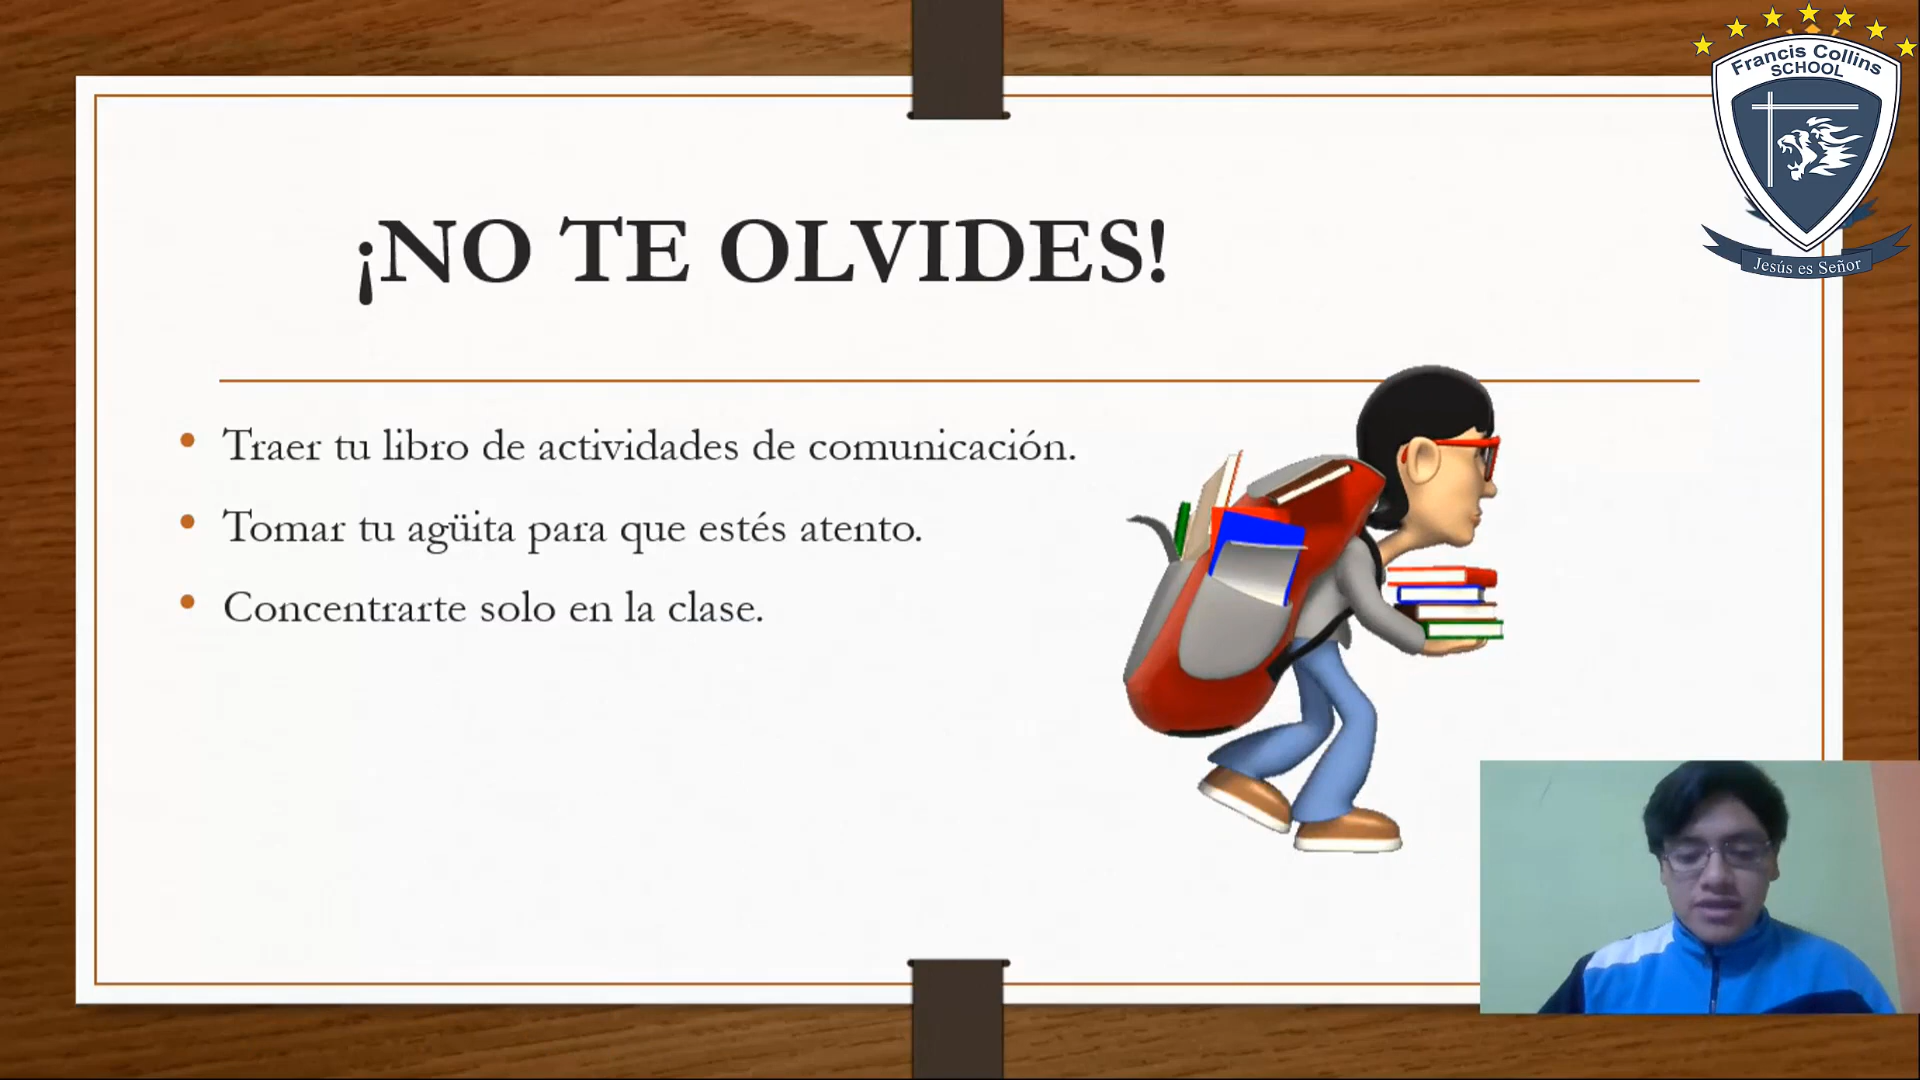 Francis Collins
SCHOOL
Jesús es Señor
¡NO TE OLVIDES!
• Traer tu libro de actividades de comunicación.
• Tomar tu agüita para que estés atento.
• Concentrarte solo en la clase.